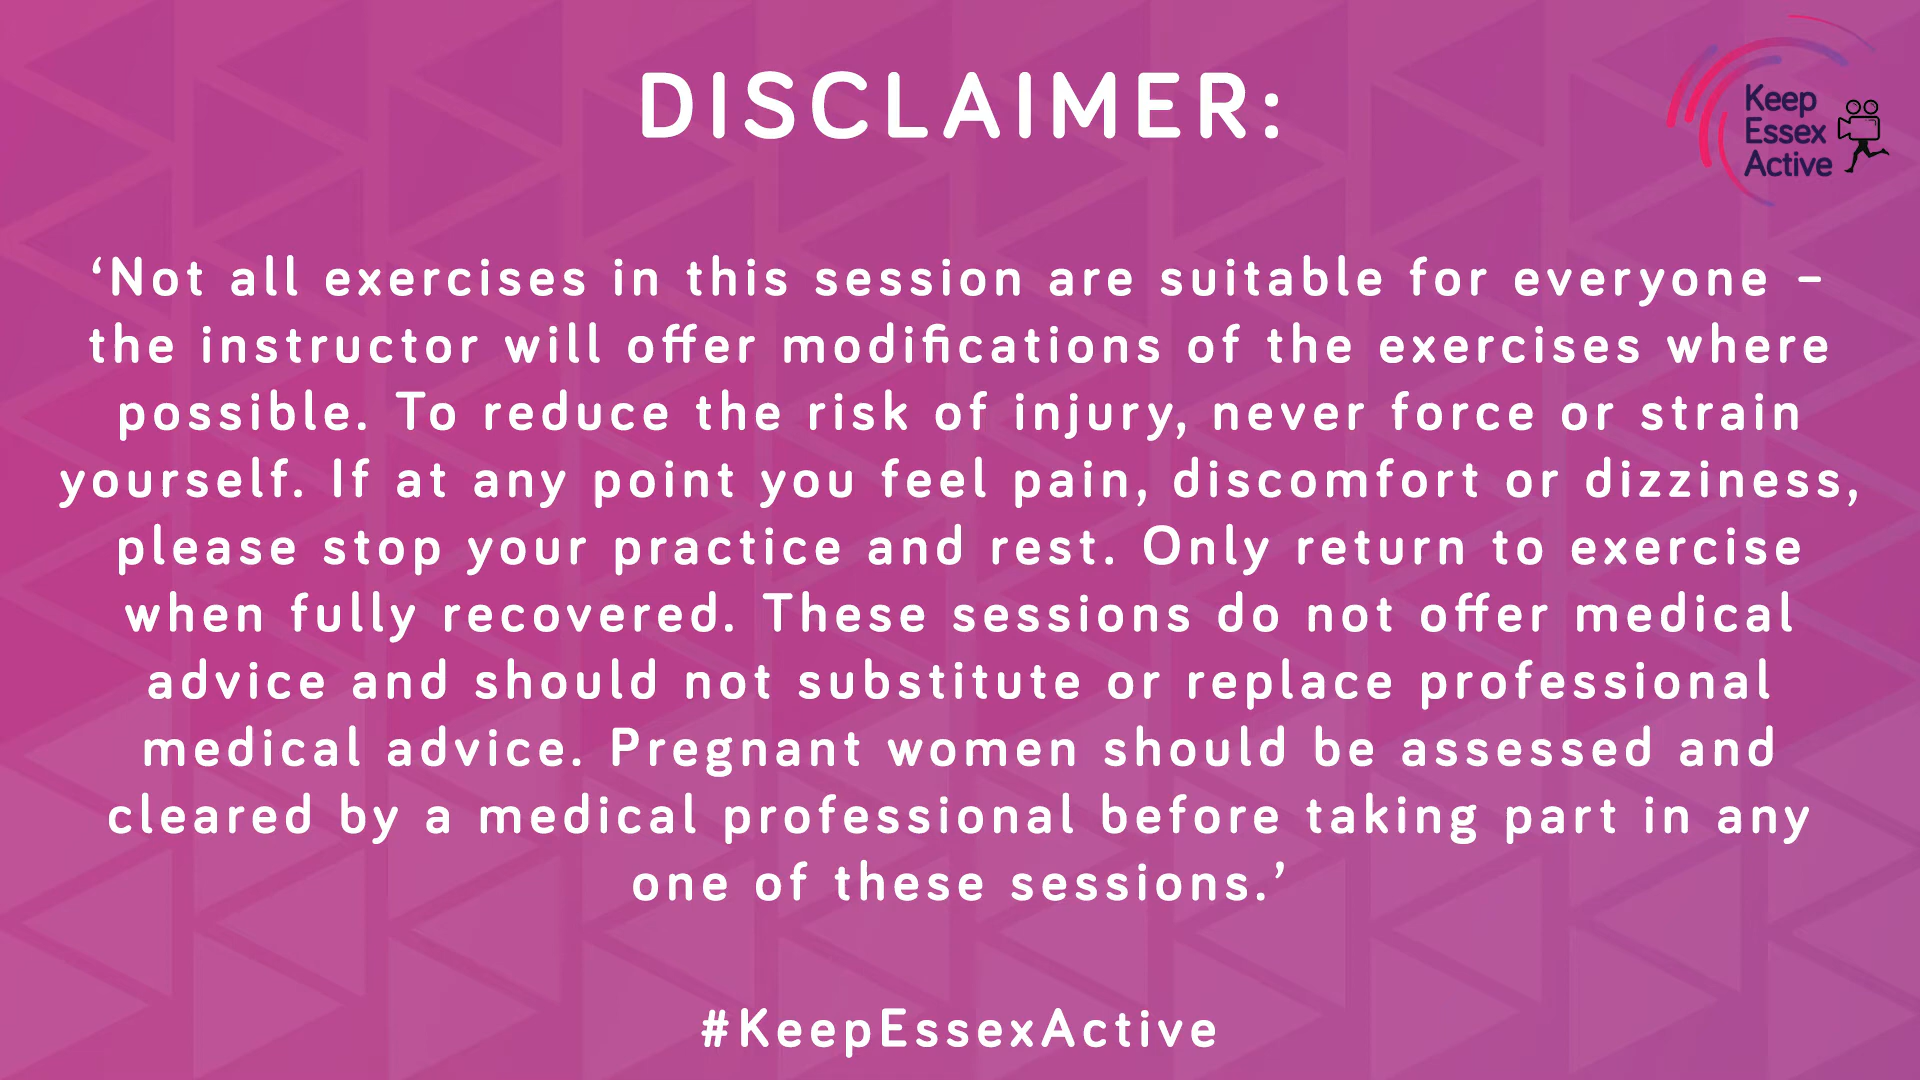 DISCLAIMER:
Keep
Essex
Active
‘Not all exercises in this session are suitable for everyone –
the instructor will offer modifications of the exercises where
possible. To reduce the risk of injury, never force or strain
yourself. If at any point you feel pain, discomfort or dizziness,
please stop your practice and rest. Only return to exercise
when fully recovered. These sessions do not offer medical
advice and should not substitute or replace professional
medical advice. Pregnant women should be assessed and
cleared by a medical professional before taking part in any
one of these sessions.’
#KeepEssexActive